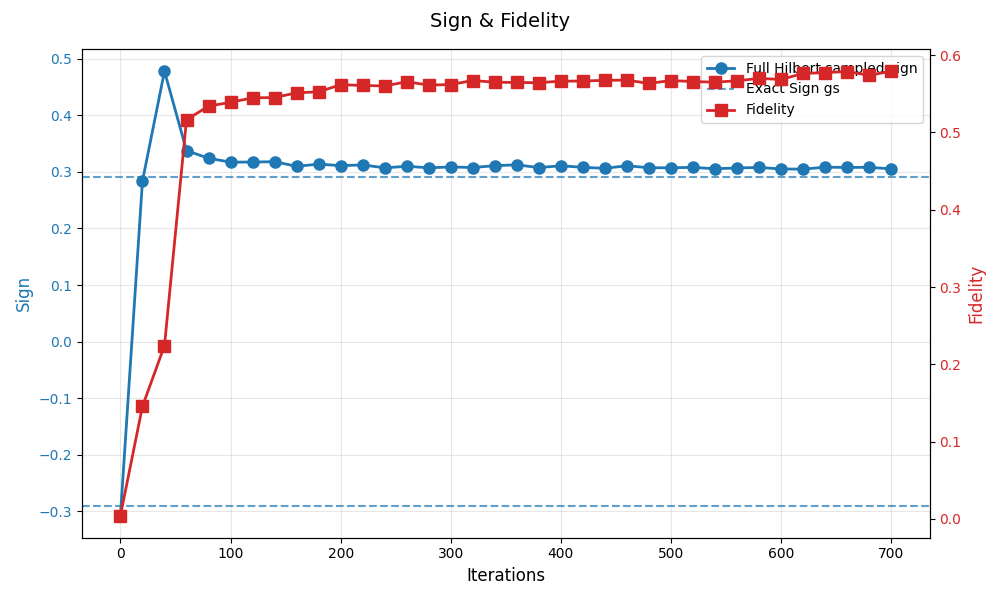 Sign & Fidelity
Full Hilbert sampled sign
Exact Sign gs
Fidelity
0.5
0.4
0.3
0.2
0.1
0.0
−0.1
−0.2
−0.3
Sign
0.6
0.5
0.4
0.3
0.2
0.1
0.0
Fidelity
0 100 200 300 400 500 600 700
Iterations